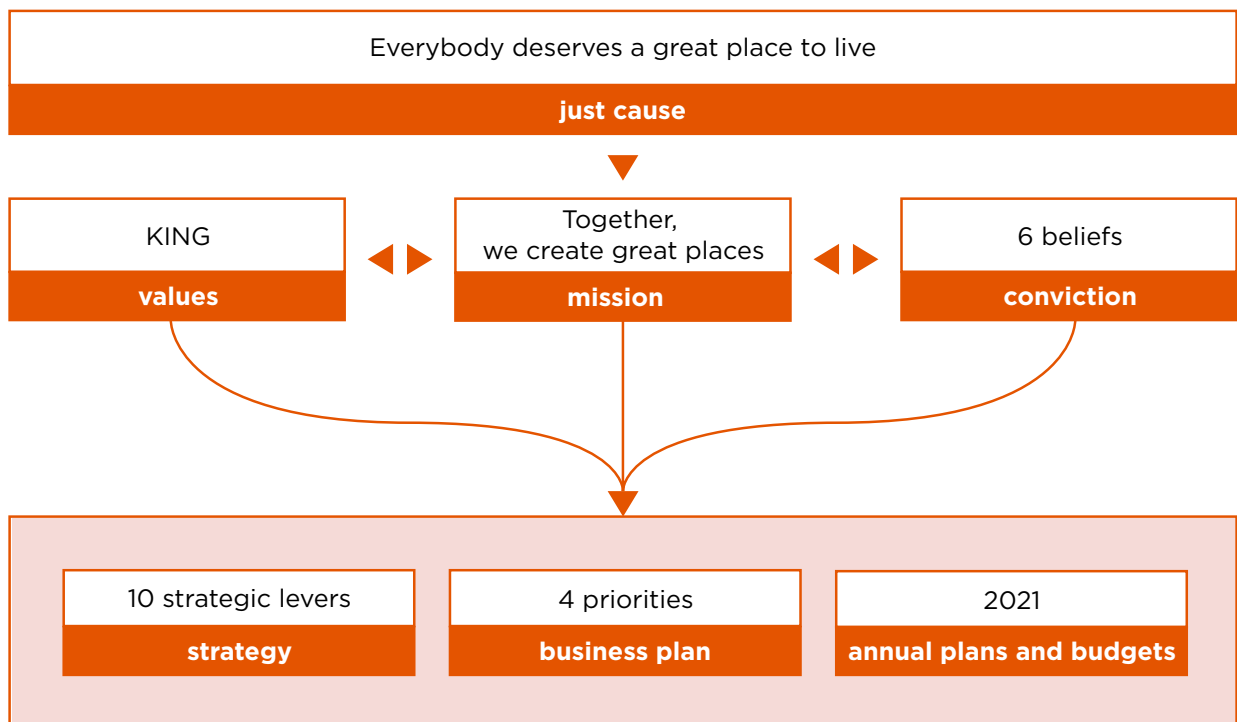 Everybody deserves a great place to live
just cause
KING
values
Together,
we create great places
mission
6 beliefs
conviction
10 strategic levers
strategy
4 priorities
business plan
2021
annual plans and budgets